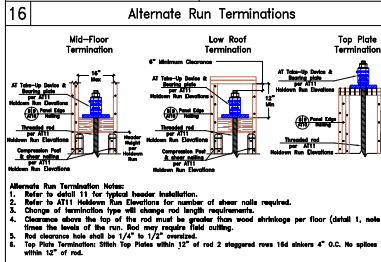 16
Alternate Run Terminations
Mid-Floor
Termination
Low Roof
Termination
Top Plate
Termination
16"
Max
AT Take-Up Device &
Bearing plate
per AT11
Holdown Run Elevations
Panel Edge
Nailing
Threaded rod
per AT11
Holdown Run Elevations
Compression Post
& shear nailing
per AT11
Holdown Run Elevations
Header
Height
per
Holdown
Run
6" Minimum Clearance
12"
Min
AT Take-Up Device &
Bearing plate
per AT11
Holdown Run Elevations
Panel Edge
Nailing
Threaded rod
per AT11
Holdown Run Elevations
Compression Post
& shear nailing
per AT11
Holdown Run Elevations
AT Take-Up Device &
Bearing plate
per AT11
Holdown Run Elevations
Panel Edge
Nailing
Threaded rod
per AT11
Holdown Run Elevations
Alternate Run Termination Notes:
1. Refer to detail 11 for typical header installation.
2. Refer to AT11 Holdown Run Elevations for number of shear nails required.
3. Change of termination type will change rod length requirements.
4. Clearance above the top of the rod must be greater than wood shrinkage per floor (detail 1, note
times the levels of the run. Rod may require field cutting.
5. Rod clearance hole shall be 1/4" to 1/2" oversized.
6. Top Plate Termination: Stitch Top Plates within 12" of rod 2 staggered rows 16d sinkers 4" O.C. No splices
within 12" of rod.